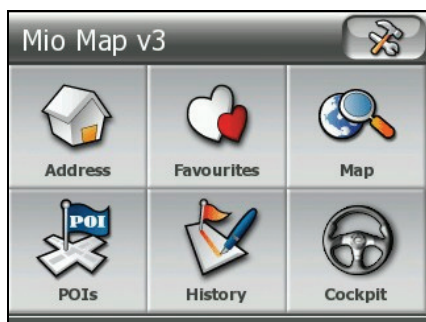 Mio Map v3
Address Favourites Map
POI
POIs History Cockpit